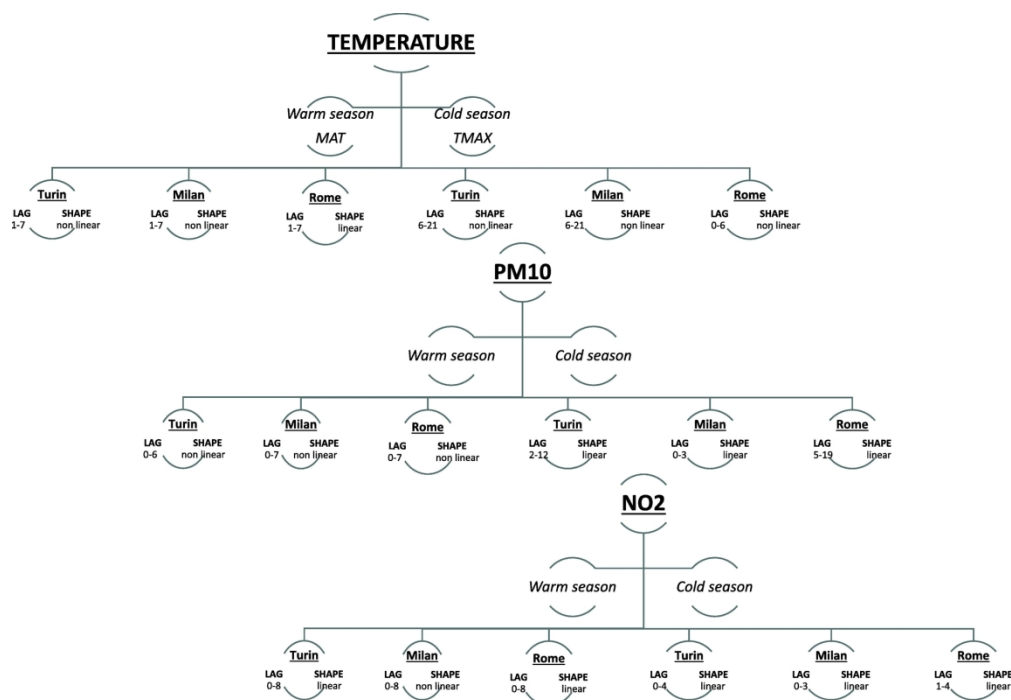 TEMPERATURE
Warm season Cold season
MAT TMAX
Turin Milan Rome Turin Milan Rome
LAG SHAPE LAG SHAPE LAG SHAPE LAG SHAPE LAG SHAPE LAG SHAPE
1-7 non linear 1-7 non linear 1-7 linear 6-21 non linear 6-21 non linear 0-6 non linear
PM10
Warm season Cold season
Turin Milan Rome Turin Milan Rome
LAG SHAPE LAG SHAPE LAG SHAPE LAG SHAPE LAG SHAPE LAG SHAPE
0-6 non linear 0-7 non linear 0-7 non linear 2-12 linear 0-3 linear 5-19 linear
NO2
Warm season Cold season
Turin Milan Rome Turin Milan Rome
LAG SHAPE LAG SHAPE LAG SHAPE LAG SHAPE LAG SHAPE LAG SHAPE
0-8 linear 0-8 non linear 0-8 linear 0-4 linear 0-3 linear 1-4 linear